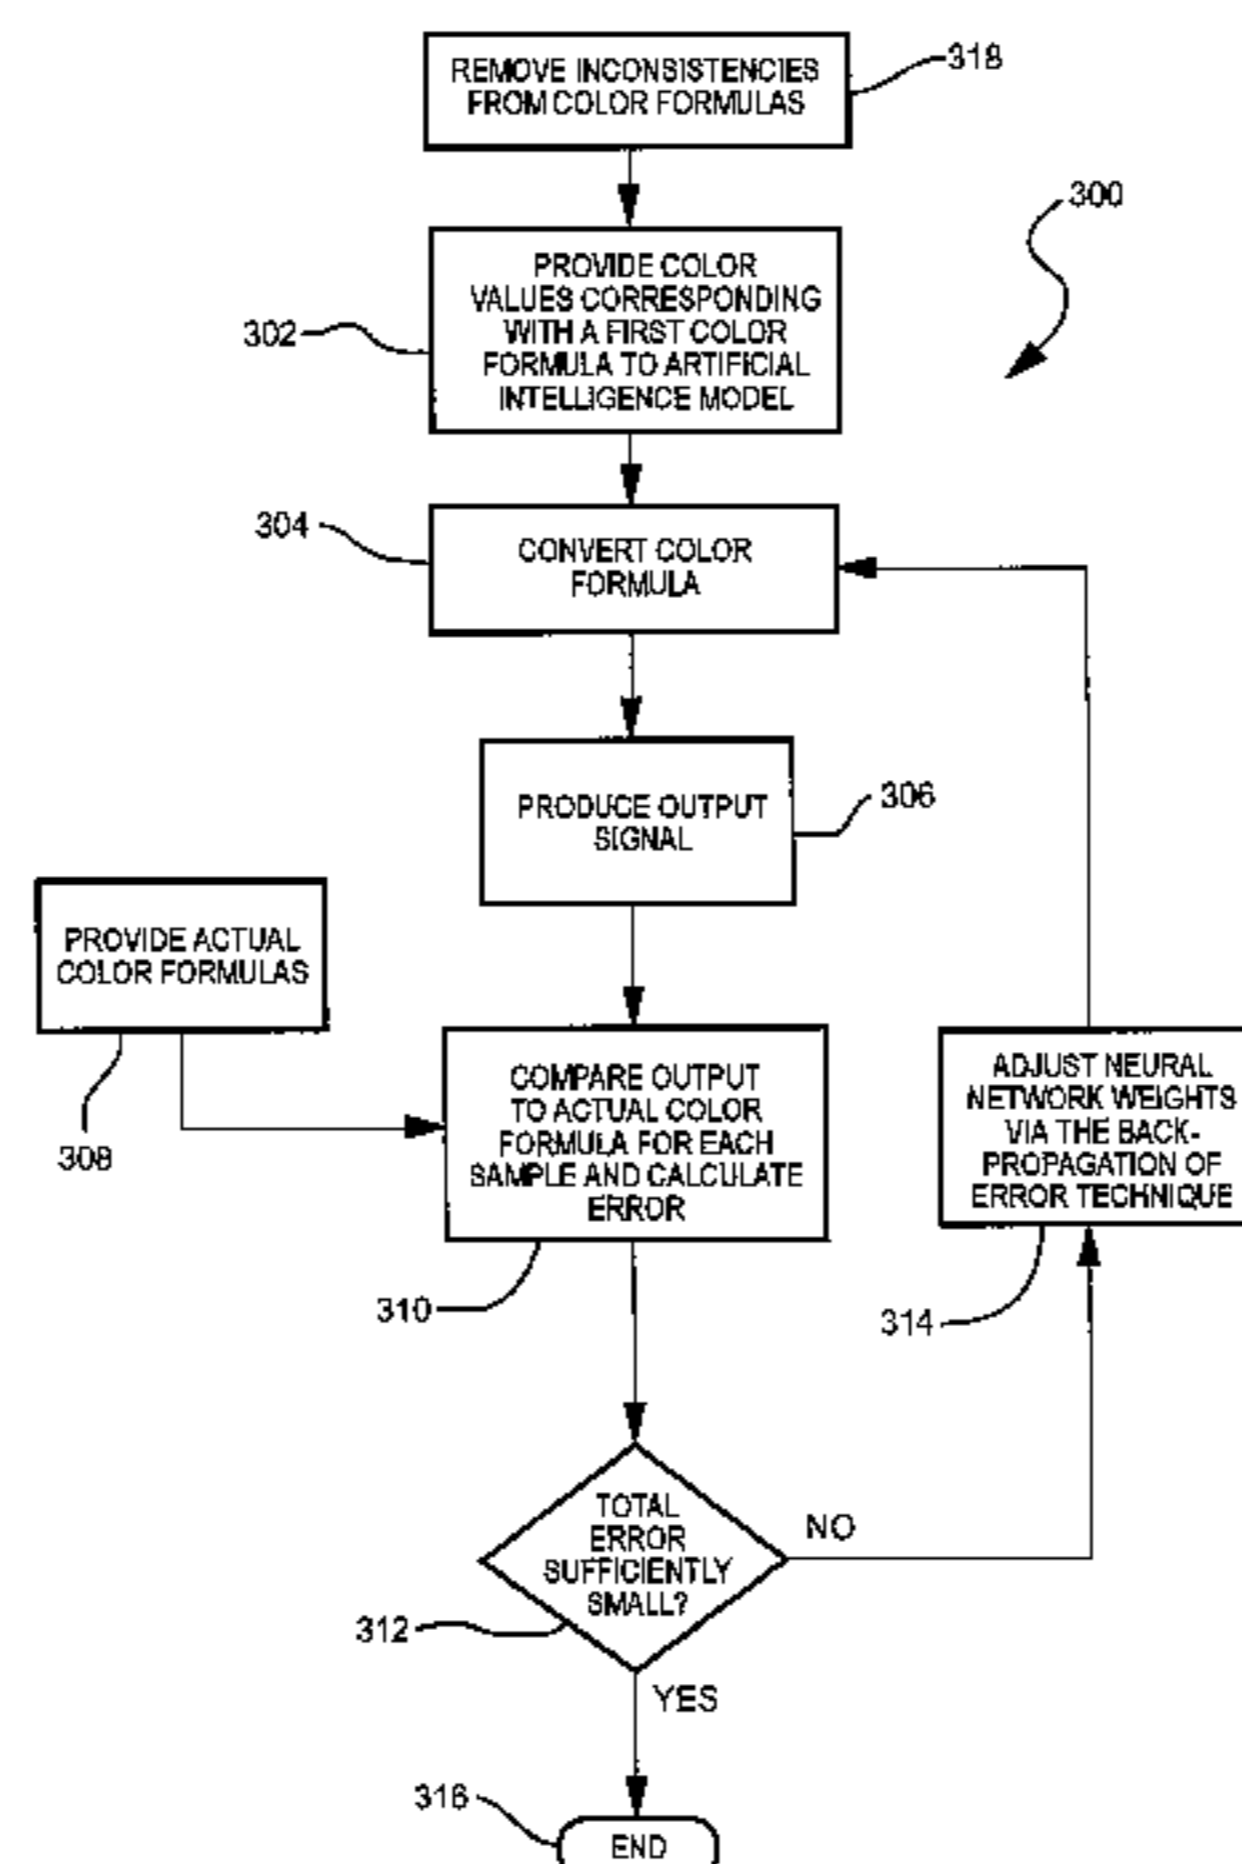 REMOVE INCONSISTENCIES
FROM COLOR FORMULAS
318
300
PROVIDE COLOR
VALUES CORRESPONDING
WITH A FIRST COLOR
FORMULA TO ARTIFICIAL
INTELLIGENCE MODEL
302
304
CONVERT COLOR
FORMULA
PRODUCE OUTPUT
SIGNAL
306
PROVIDE ACTUAL
COLOR FORMULAS
308
COMPARE OUTPUT
TO ACTUAL COLOR
FORMULA FOR EACH
SAMPLE AND CALCULATE
ERROR
310
ADJUST NEURAL
NETWORK WEIGHTS
VIA THE BACK-
PROPAGATION OF
ERROR TECHNIQUE
314
TOTAL
ERROR
SUFFICIENTLY
SMALL?
NO
312
YES
316
END